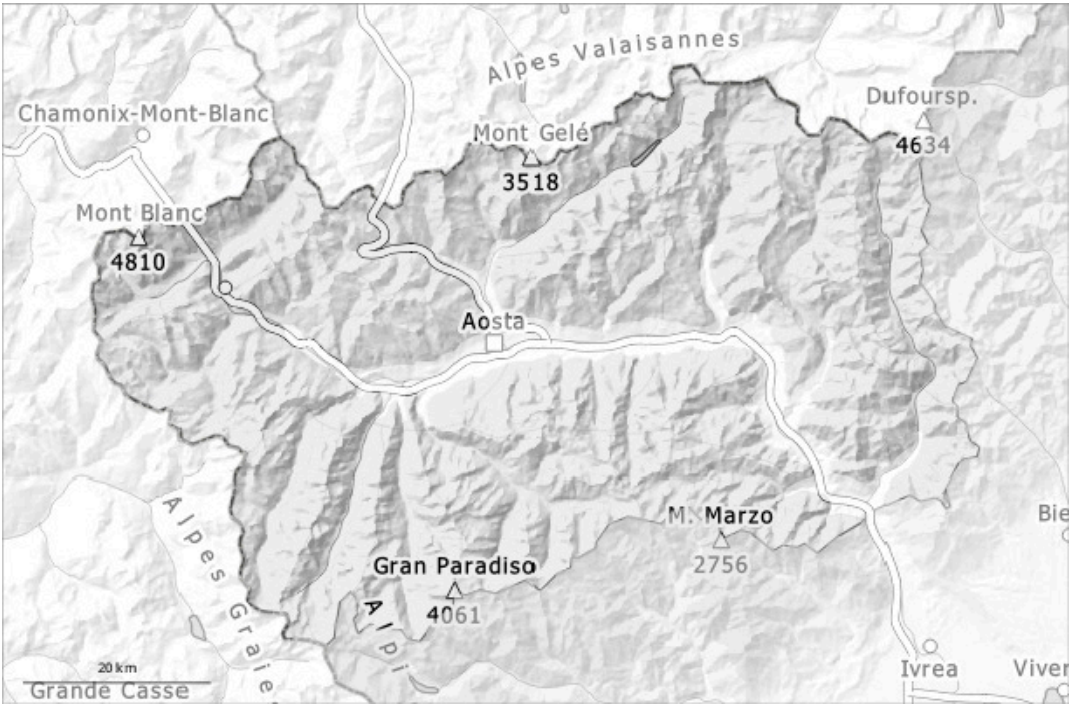 Alpes Valaisannes
Chamonix-Mont-Blanc
Dufoursp.
4634
Mont Gelé
3518
Mont Blanc
4810
Aosta
M. Marzo
2756
Bie
Gran Paradiso
4061
Alpes Graie
Alpi
20 km
Grande Casse
Ivrea
Viver